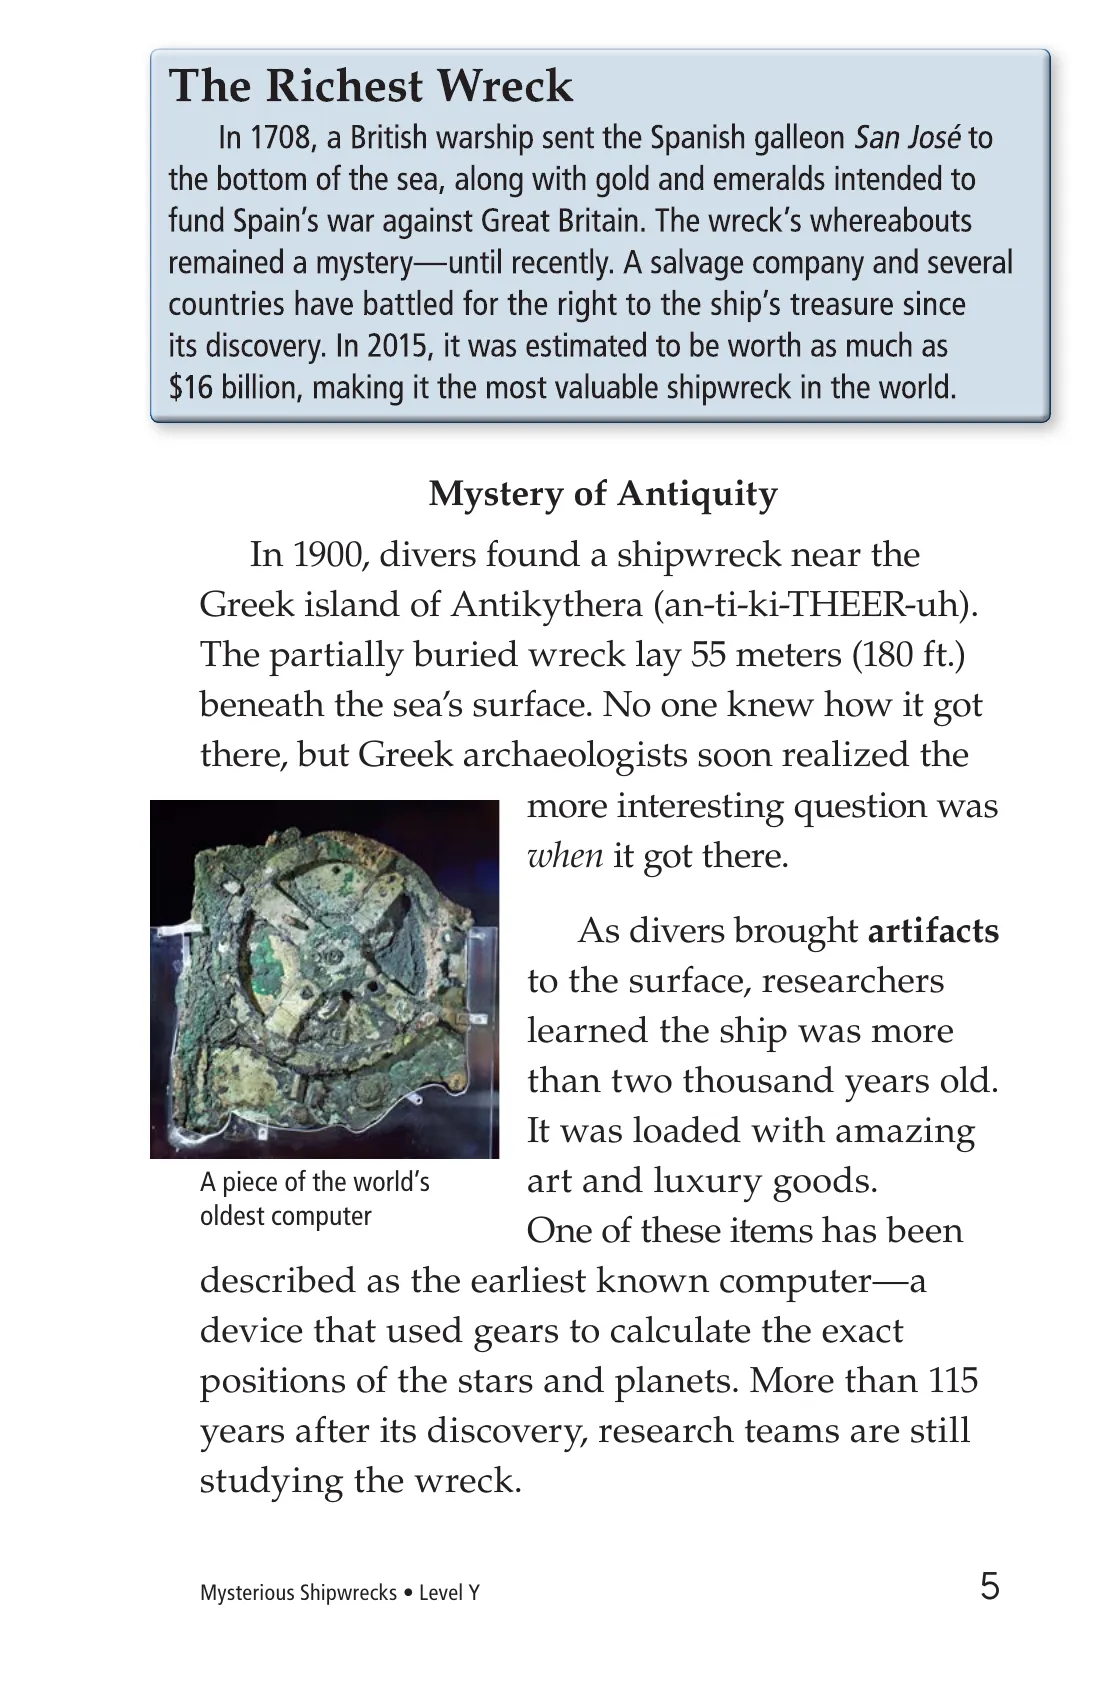 The Richest Wreck
In 1708, a British warship sent the Spanish galleon San José to
the bottom of the sea, along with gold and emeralds intended to
fund Spain’s war against Great Britain. The wreck’s whereabouts
remained a mystery—until recently. A salvage company and several
countries have battled for the right to the ship’s treasure since
its discovery. In 2015, it was estimated to be worth as much as
$16 billion, making it the most valuable shipwreck in the world.
Mystery of Antiquity
In 1900, divers found a shipwreck near the
Greek island of Antikythera (an-ti-ki-THEER-uh).
The partially buried wreck lay 55 meters (180 ft.)
beneath the sea’s surface. No one knew how it got
there, but Greek archaeologists soon realized the
more interesting question was
when it got there.
As divers brought artifacts
to the surface, researchers
learned the ship was more
than two thousand years old.
It was loaded with amazing
art and luxury goods.
One of these items has been
described as the earliest known computer—a
device that used gears to calculate the exact
positions of the stars and planets. More than 115
years after its discovery, research teams are still
studying the wreck.
A piece of the world’s
oldest computer
Mysterious Shipwrecks • Level Y
5